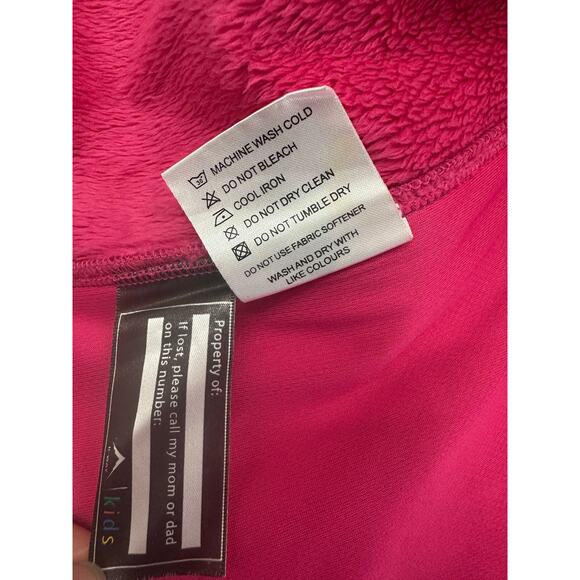 30
MACHINE WASH COLD
DO NOT BLEACH
COOL IRON
DO NOT DRY CLEAN
DO NOT TUMBLE DRY
DO NOT USE FABRIC SOFTENER
WASH AND DRY WITH
LIKE COLOURS
Property of:
If lost, please call my mom or dad
on this number:
kids